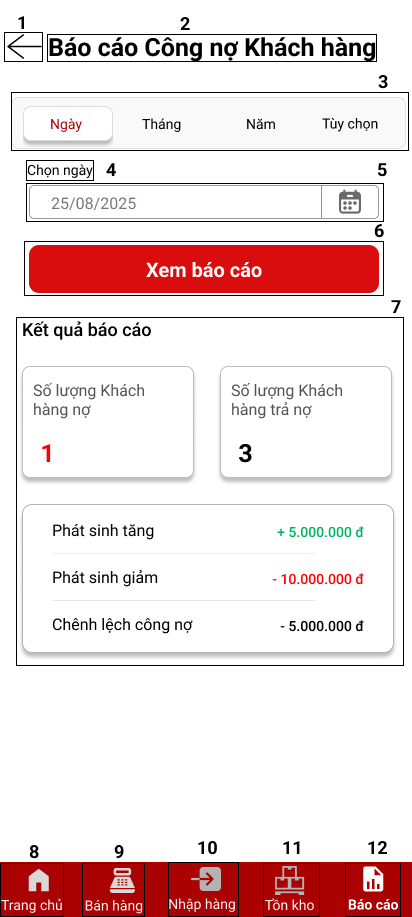 1
2
Báo cáo Công nợ Khách hàng
3
Ngày Tháng Năm Tùy chọn
Chọn ngày 4 5
25/08/2025
6
Xem báo cáo
7
Kết quả báo cáo
Số lượng Khách
hàng nợ
1
Số lượng Khách
hàng trả nợ
3
Phát sinh tăng + 5.000.000 đ
Phát sinh giảm - 10.000.000 đ
Chênh lệch công nợ - 5.000.000 đ
8 9 10 11 12
Trang chủ Bán hàng Nhập hàng Tồn kho Báo cáo